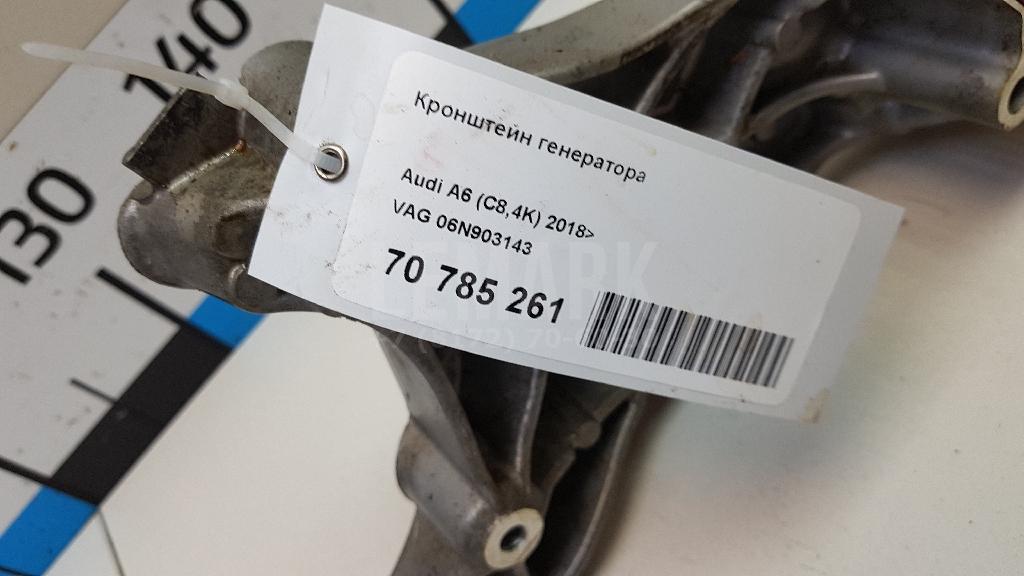 140
130
Кронштейн генератора
Audi A6 (C8,4K) 2018>
VAG 06N903143
70 785 261